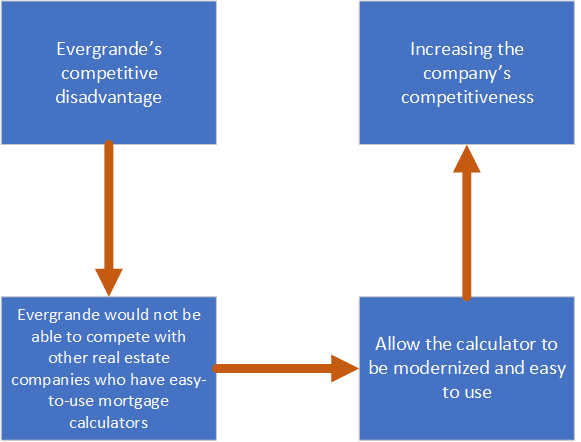 Evergrande’s
competitive
disadvantage
Increasing the
company’s
competitiveness
Evergrande would not be
able to compete with
other real estate
companies who have easy-
to-use mortgage
calculators
Allow the calculator to
be modernized and easy
to use